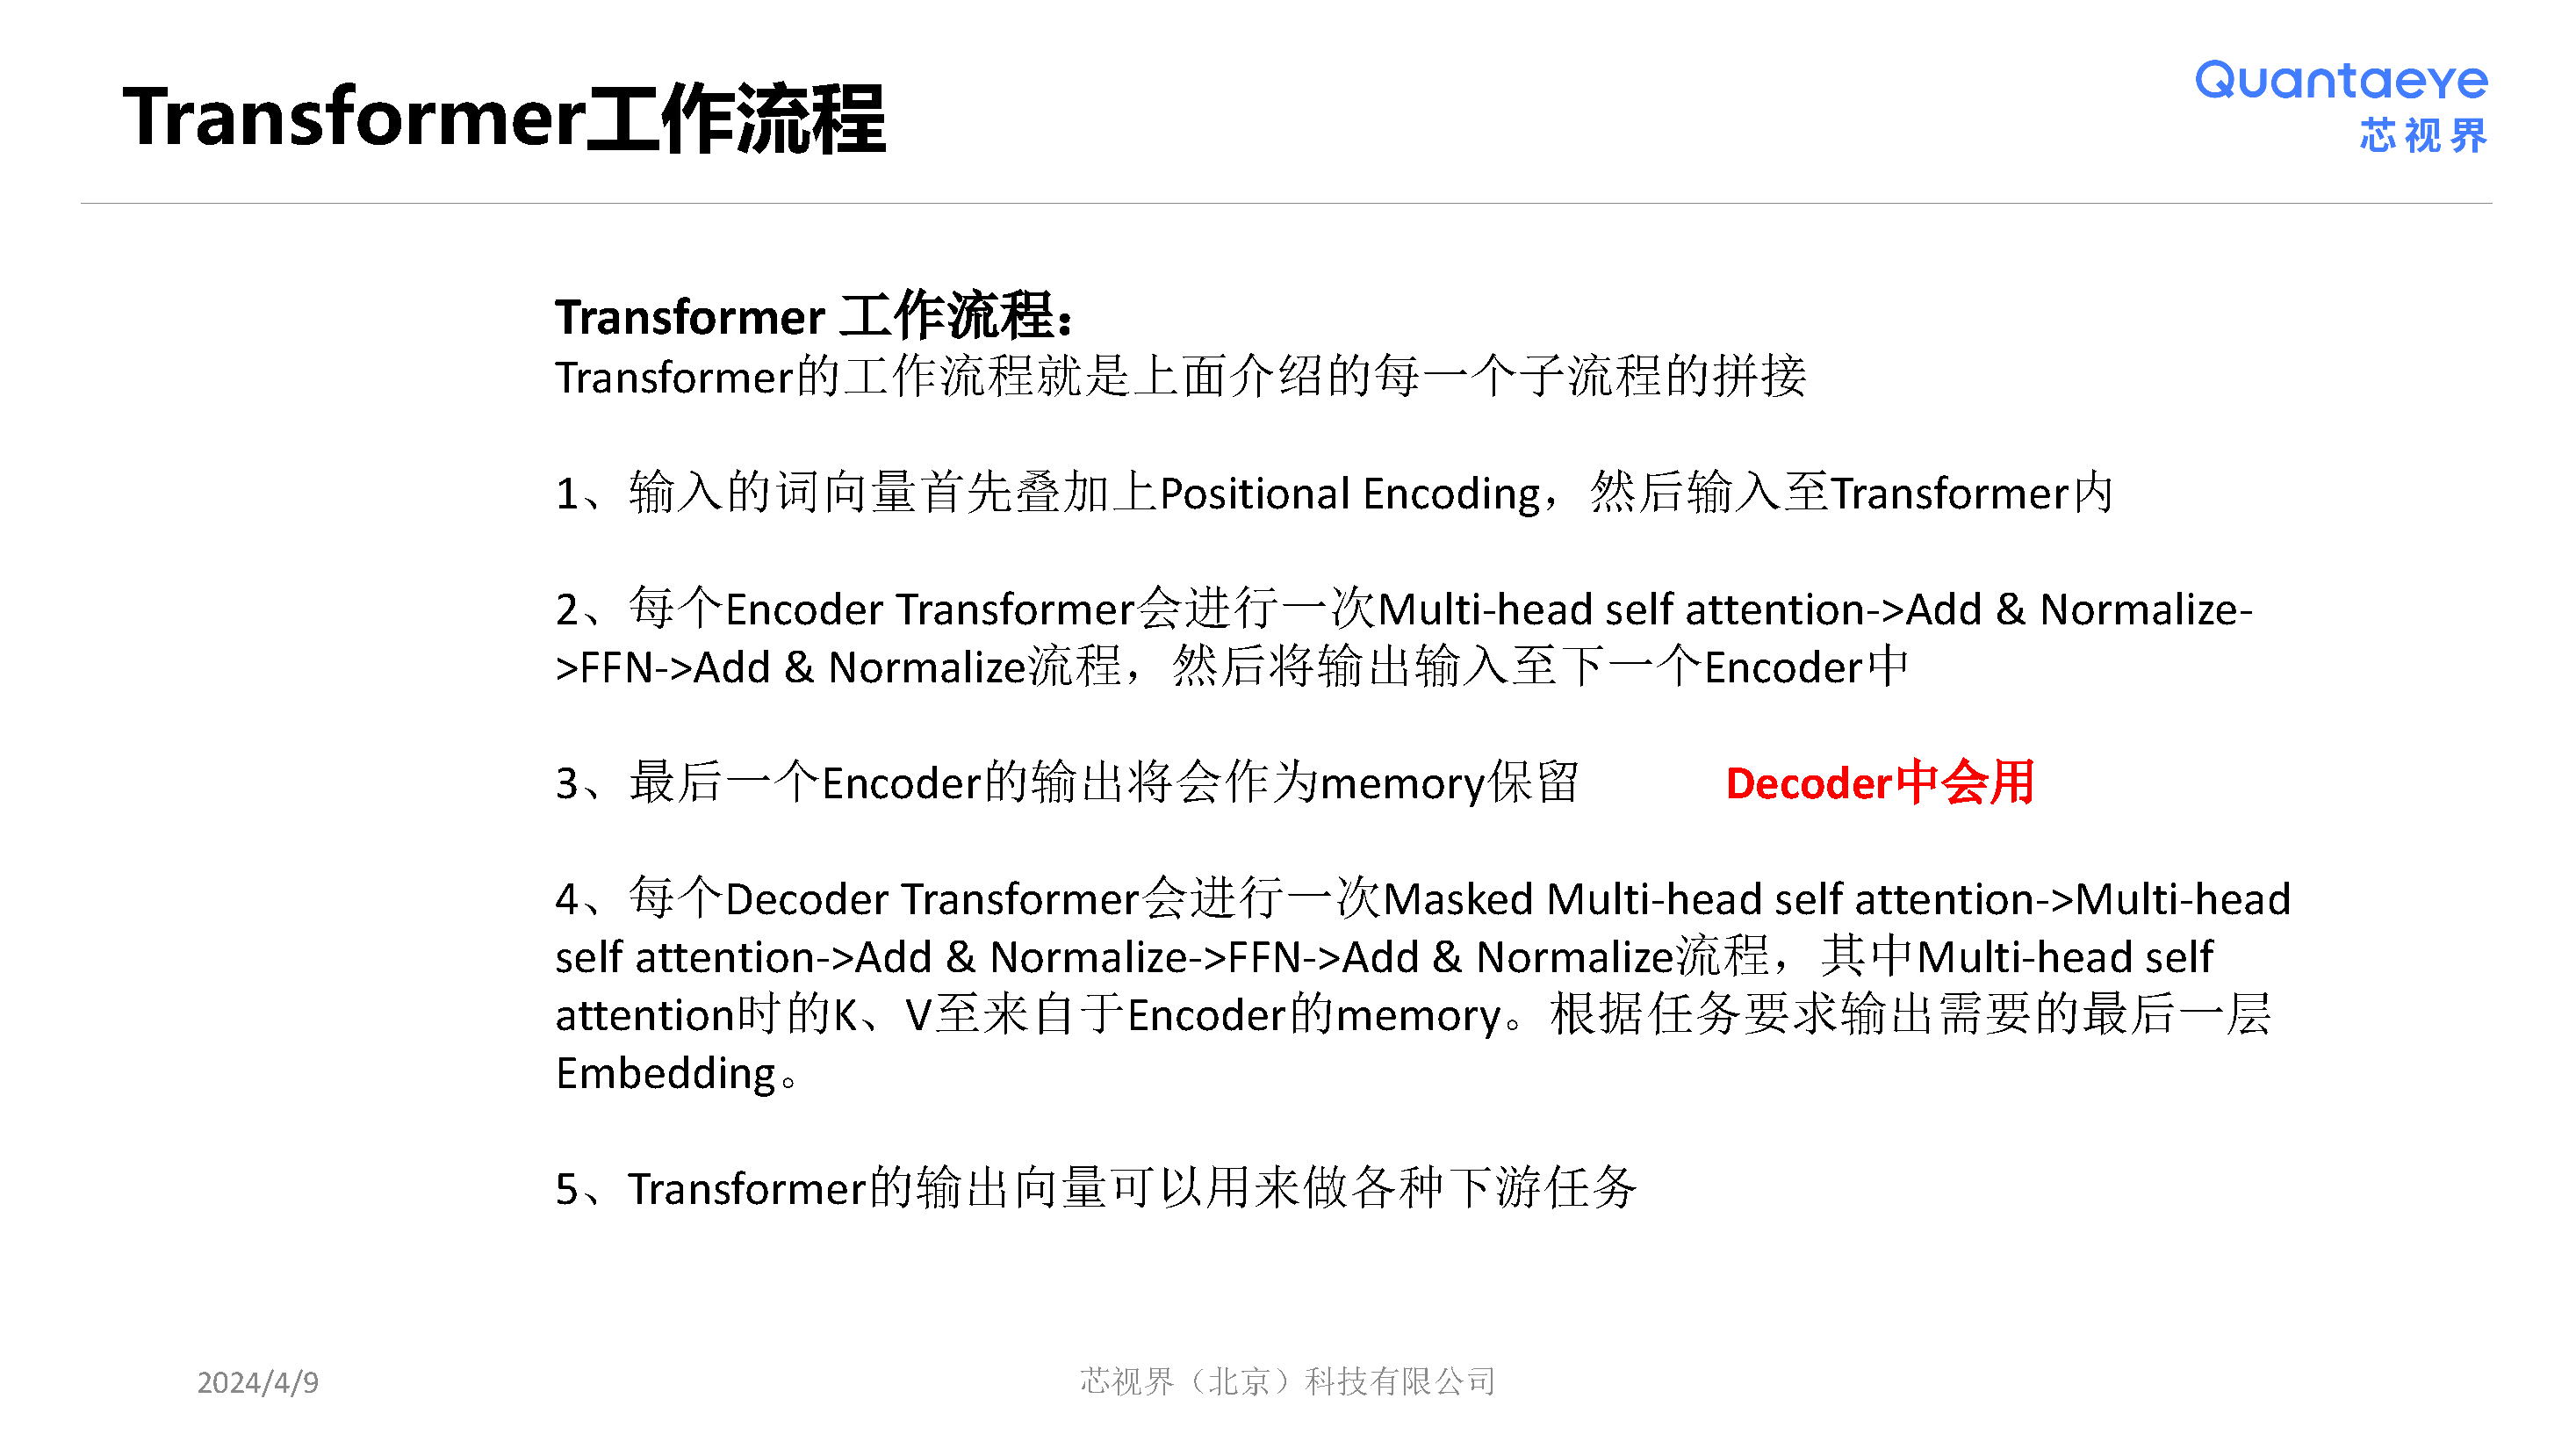 Transformer工作流程
Quantaeye
芯视界
Transformer 工作流程：
Transformer的工作流程就是上面介绍的每一个子流程的拼接
1、输入的词向量首先叠加上Positional Encoding，然后输入至Transformer内
2、每个Encoder Transformer会进行一次Multi-head self attention->Add & Normalize-
>FFN->Add & Normalize流程，然后将输出输入至下一个Encoder中
3、最后一个Encoder的输出将会作为memory保留 Decoder中会用
4、每个Decoder Transformer会进行一次Masked Multi-head self attention->Multi-head
self attention->Add & Normalize->FFN->Add & Normalize流程，其中Multi-head self
attention时的K、V至来自于Encoder的memory。根据任务要求输出需要的最后一层
Embedding。
5、Transformer的输出向量可以用来做各种下游任务
2024/4/9
芯视界（北京）科技有限公司